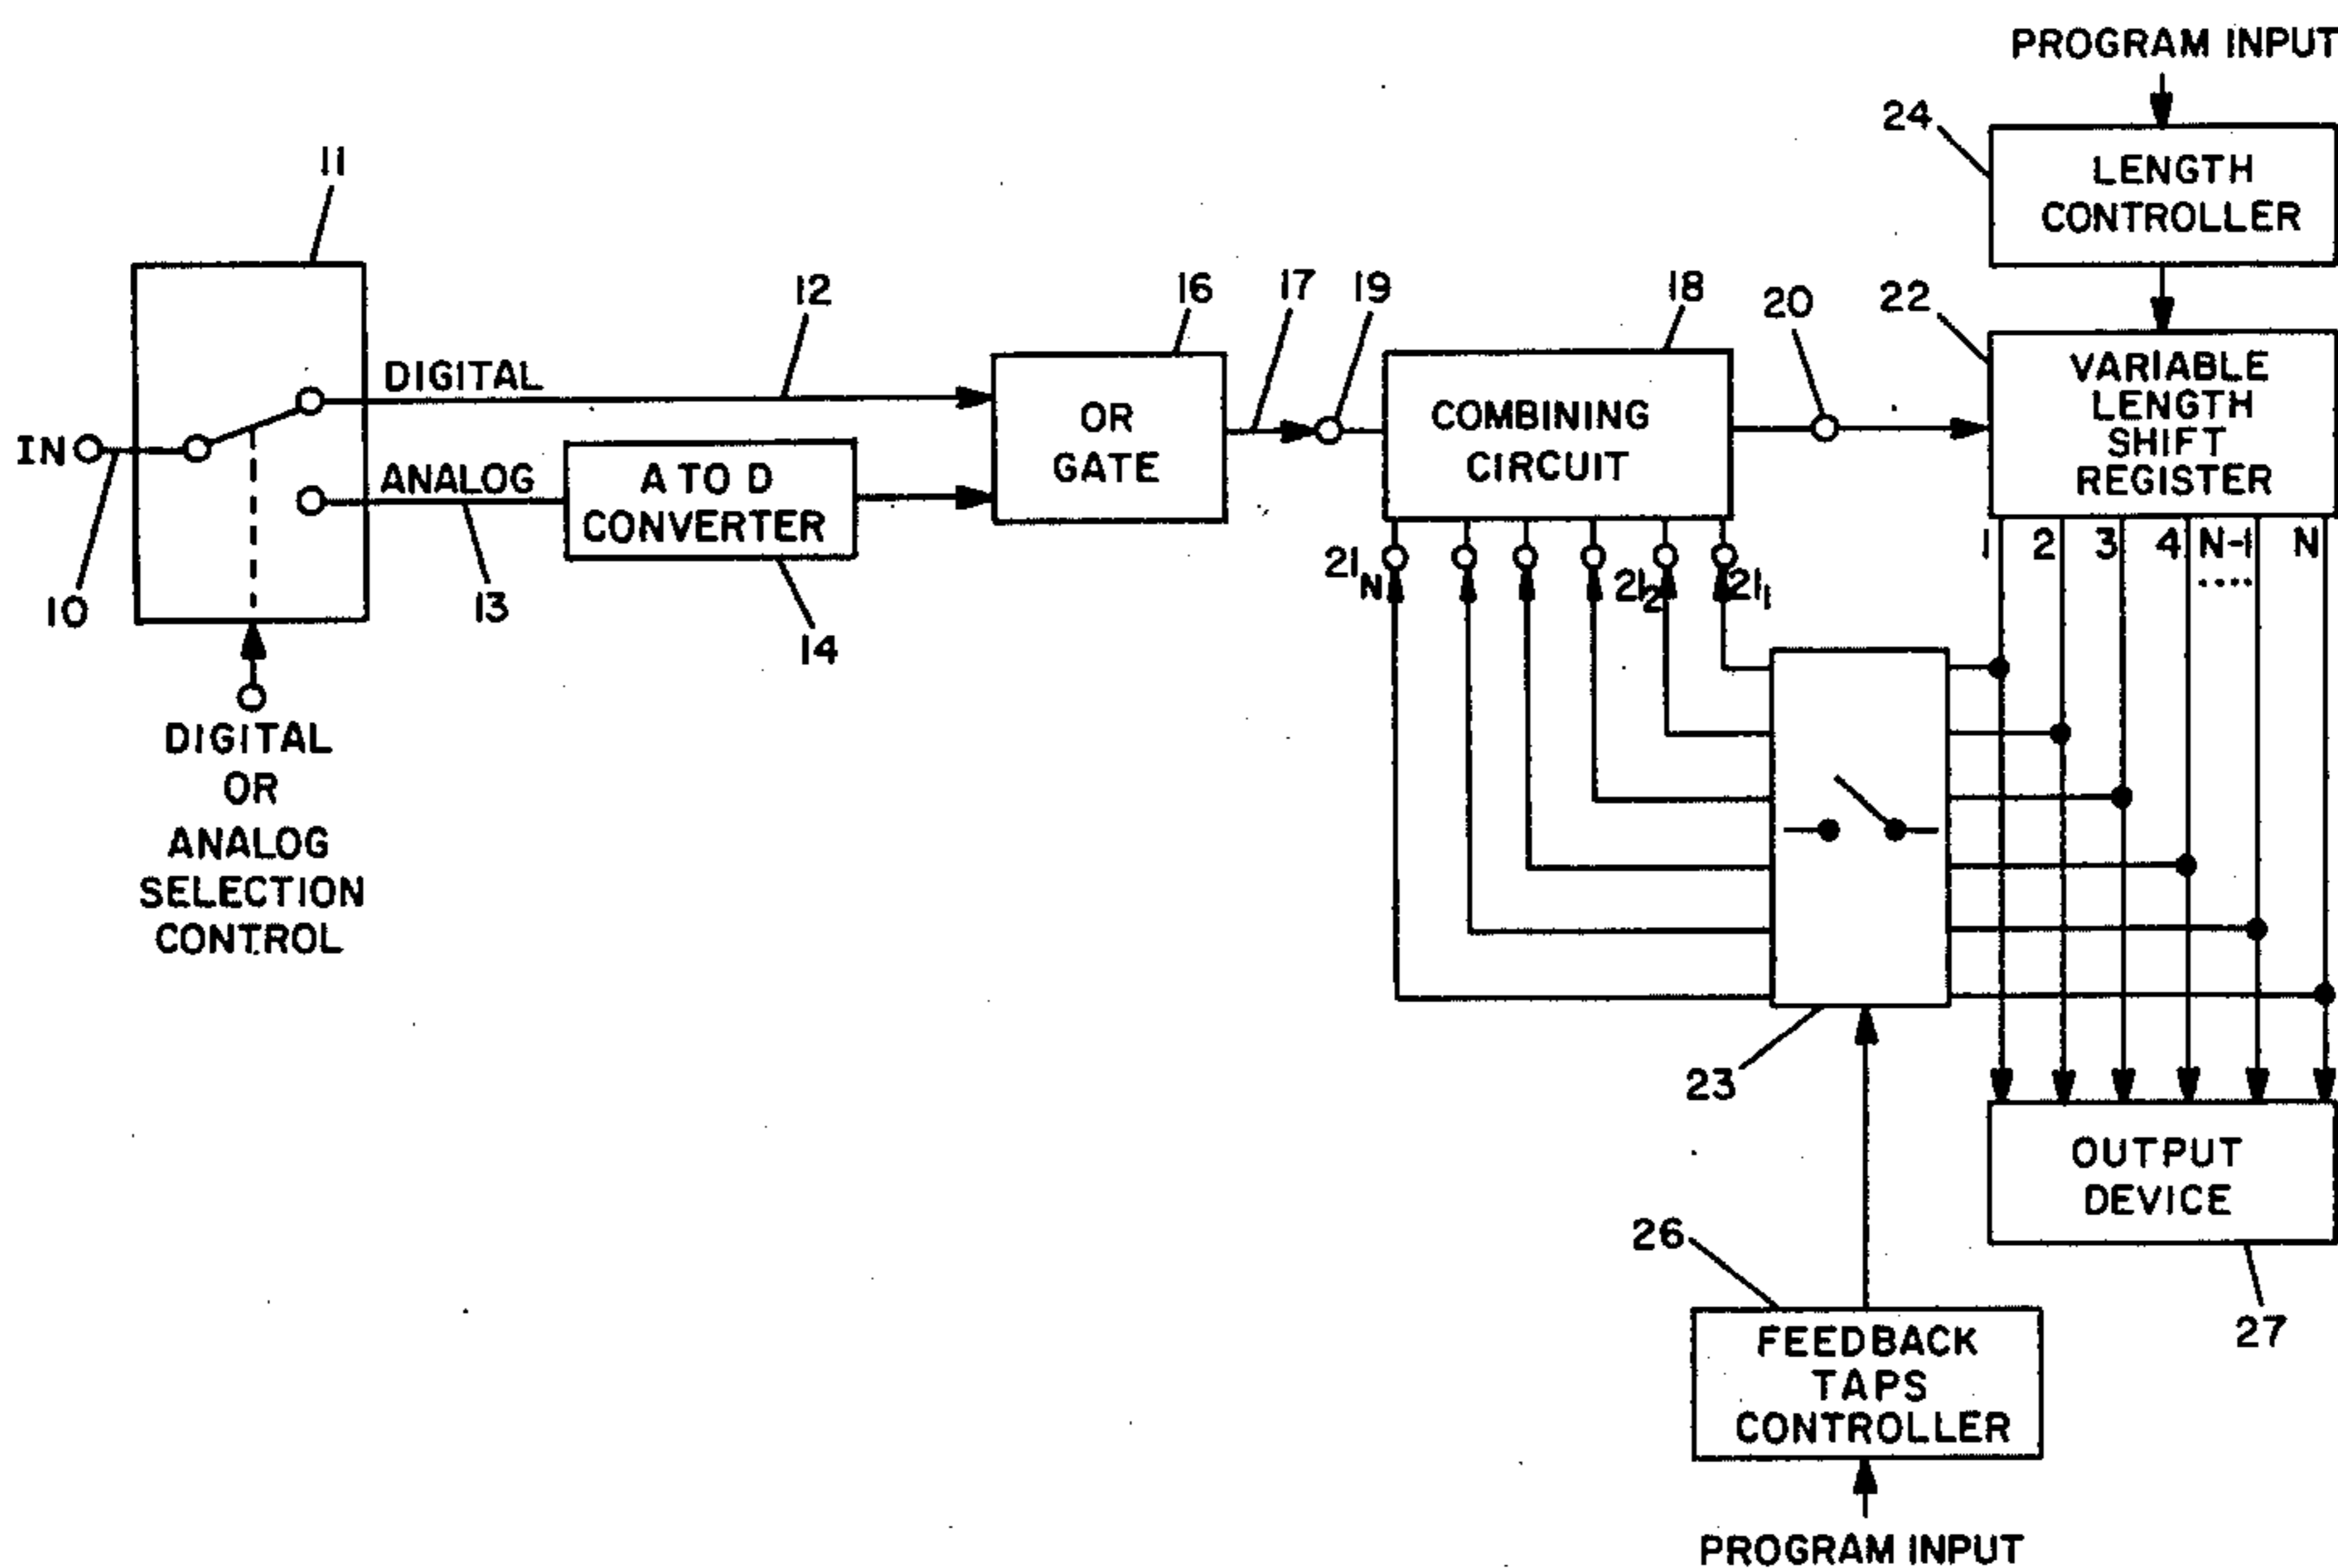 PROGRAM INPUT
24
LENGTH
CONTROLLER
11
12
16
17
19
18
20
22
DIGITAL
OR
GATE
COMBINING
CIRCUIT
VARIABLE
LENGTH
SHIFT
REGISTER
IN
ANALOG
A TO D
CONVERTER
10
13
14
21N
212
211
1 2 3 4 N-1 N
....
DIGITAL
OR
ANALOG
SELECTION
CONTROL
23
OUTPUT
DEVICE
26
27
FEEDBACK
TAPS
CONTROLLER
PROGRAM INPUT